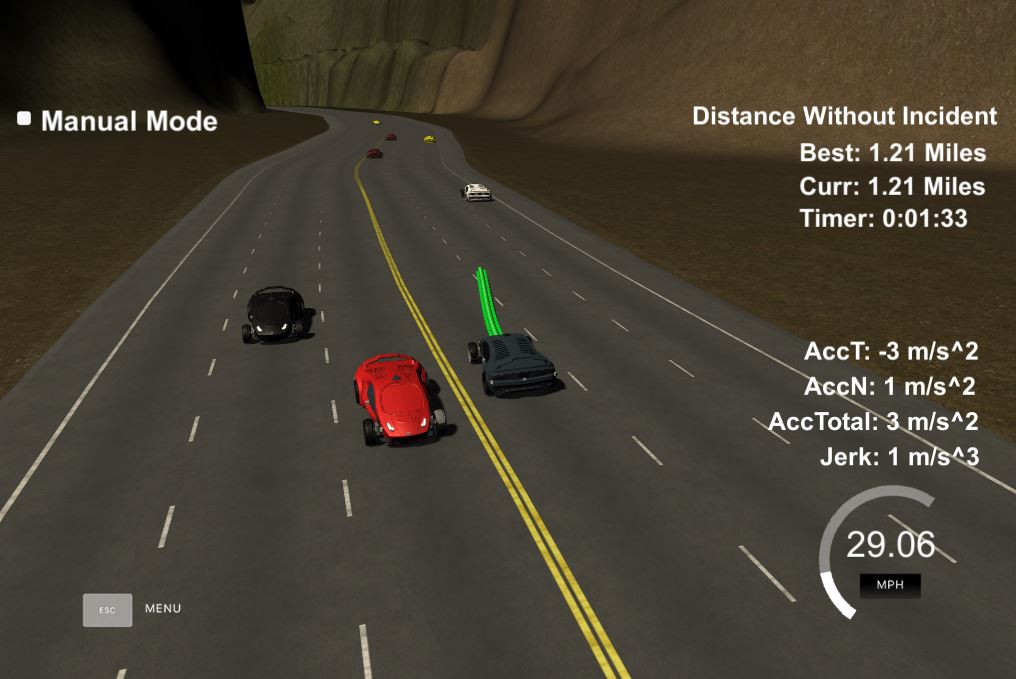 Manual Mode
Distance Without Incident
Best: 1.21 Miles
Curr: 1.21 Miles
Timer: 0:01:33
AccT: -3 m/s^2
AccN: 1 m/s^2
AccTotal: 3 m/s^2
Jerk: 1 m/s^3
29.06
MPH
ESC MENU